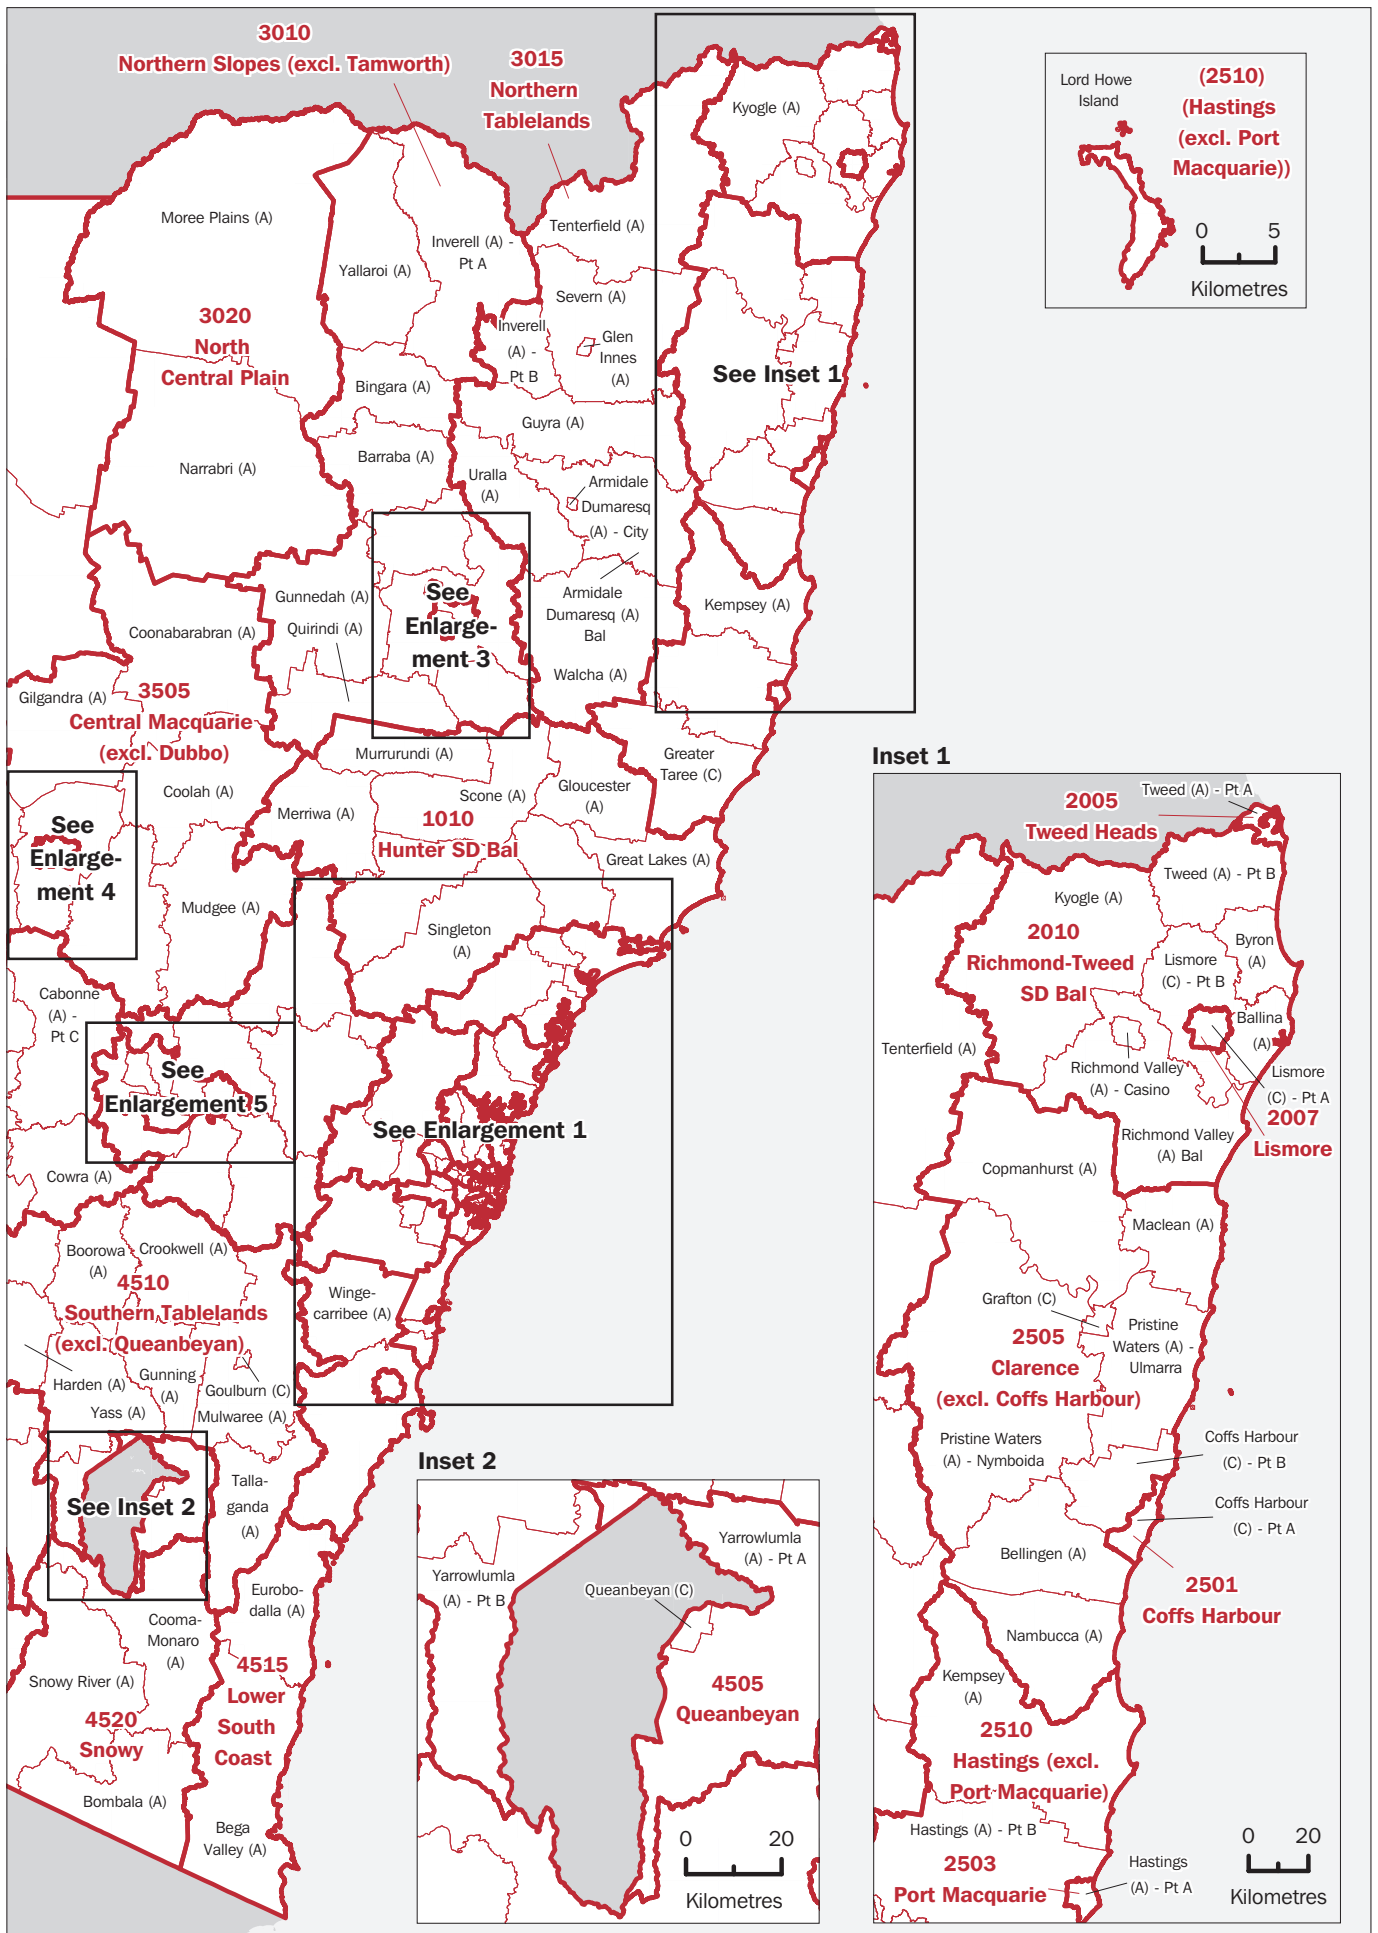 3010
Northern Slopes (excl. Tamworth)
3015
Northern
Tablelands
Kyogle (A)
Lord Howe
Island
(2510)
(Hastings
(excl. Port
Macquarie))
0 5
Kilometres
Moree Plains (A)
Yallaroi (A)
Inverell (A) -
Pt A
Tenterfield (A)
Severn (A)
Inverell
(A) -
Pt B
Glen
Innes
(A)
3020
North
Central Plain
Bingara (A)
See Inset 1
Guyra (A)
Narrabri (A)
Barraba (A)
Uralla
(A)
Armidale
Dumaresq
(A) - City
Gunnedah (A)
See
Enlarge-
ment 3
Armidale
Dumaresq (A)
Bal
Kempsey (A)
Coonabarabran (A)
Quirindi (A)
Walcha (A)
Gilgandra (A)
3505
Central Macquarie
(excl. Dubbo)
Murrurundi (A)
Greater
Taree (C)
Coolah (A)
Merriwa (A)
Scone (A)
Gloucester
(A)
1010
Hunter SD Bal
Great Lakes (A)
See
Enlarge-
ment 4
Mudgee (A)
Singleton
(A)
Cabonne
(A) -
Pt C
See
Enlargement 5
See Enlargement 1
Cowra (A)
Boorowa
(A)
Crookwell (A)
4510
Southern Tablelands
(excl. Queanbeyan)
Winge-
carribee (A)
Harden (A)
Gunning
(A)
Goulburn (C)
Yass (A)
Mulwaree (A)
See Inset 2
Talla-
ganda
(A)
Eurobo-
dalla (A)
Cooma-
Monaro
(A)
Snowy River (A)
4515
Lower
South
Coast
4520
Snowy
Bombala (A)
Bega
Valley (A)
Inset 2
Yarrowlumla
(A) - Pt A
Yarrowlumla
(A) - Pt B
Queanbeyan (C)
4505
Queanbeyan
0 20
Kilometres
Inset 1
Tweed (A) - Pt A
2005
Tweed Heads
Tweed (A) - Pt B
Kyogle (A)
2010
Richmond-Tweed
SD Bal
Byron
(A)
Lismore
(C) - Pt B
Ballina
(A)
Tenterfield (A)
Richmond Valley
(A) - Casino
Lismore
(C) - Pt A
2007
Lismore
Richmond Valley
(A) Bal
Copmanhurst (A)
Maclean (A)
Grafton (C)
2505
Clarence
(excl. Coffs Harbour)
Pristine
Waters (A) -
Ulmarra
Pristine Waters
(A) - Nymboida
Coffs Harbour
(C) - Pt B
Coffs Harbour
(C) - Pt A
Bellingen (A)
2501
Coffs Harbour
Nambucca (A)
Kempsey
(A)
2510
Hastings (excl.
Port Macquarie)
Hastings (A) - Pt B
2503
Port Macquarie
Hastings
(A) - Pt A
0 20
Kilometres